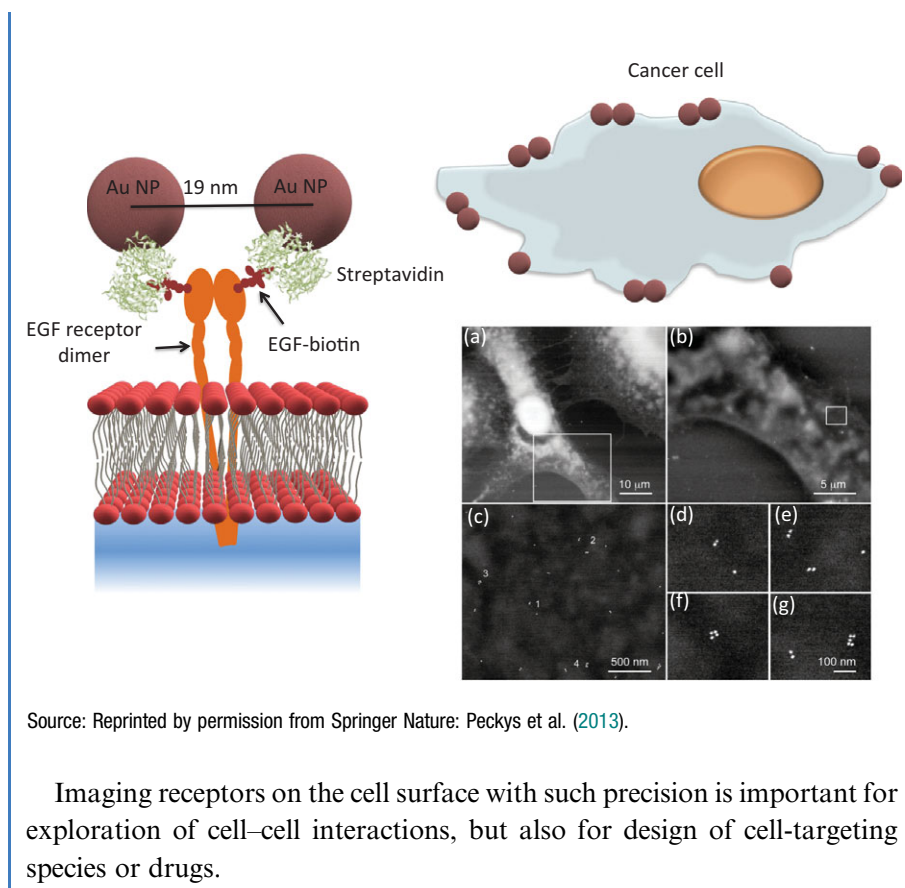 Cancer cell
Au NP
19 nm
Au NP
Streptavidin
EGF receptor
dimer
EGF-biotin
(a)
10 μm
(b)
5 μm
(c)
2
3
1
4
500 nm
(d)
(e)
(f)
(g)
100 nm
Source: Reprinted by permission from Springer Nature: Peckys et al. (2013).
Imaging receptors on the cell surface with such precision is important for
exploration of cell–cell interactions, but also for design of cell-targeting
species or drugs.